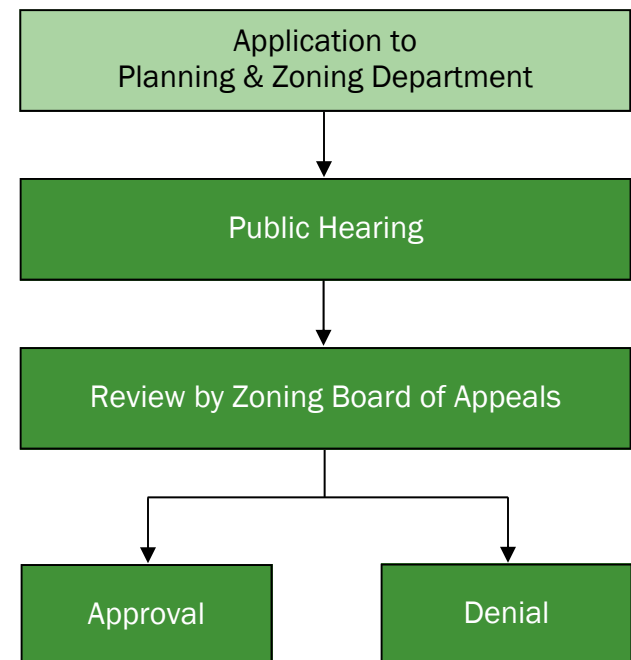 Application to
Planning & Zoning Department
Public Hearing
Review by Zoning Board of Appeals
Approval
Denial